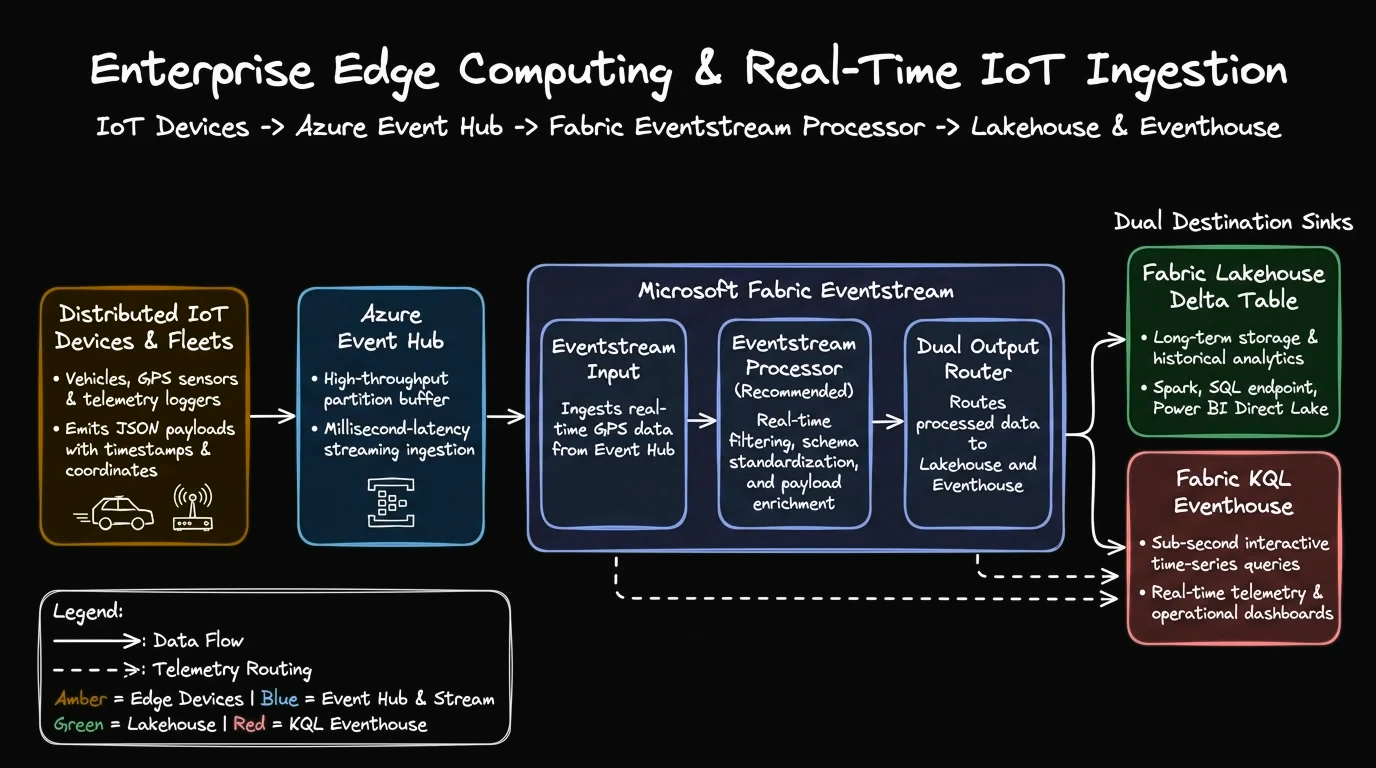 Enterprise Edge Computing & Real-Time IoT Ingestion
IoT Devices -> Azure Event Hub -> Fabric Eventstream Processor -> Lakehouse & Eventhouse
Distributed IoT
Devices & Fleets
• Vehicles, GPS sensors
& telemetry loggers
• Emits JSON payloads
with timestamps &
coordinates
Azure
Event Hub
• High-throughput
partition buffer
• Millisecond-latency
streaming ingestion
Microsoft Fabric Eventstream
Eventstream
Input
Ingests real-
time GPS data
from Event Hub
Eventstream
Processor
(Recommended)
Real-time
filtering, schema
standardization,
and payload
enrichment
Dual Output
Router
Routes
processed data
to
Lakehouse and
Eventhouse
Dual Destination Sinks
Fabric Lakehouse
Delta Table
• Long-term storage &
historical analytics
• Spark, SQL endpoint,
Power BI Direct Lake
Fabric KQL
Eventhouse
• Sub-second interactive
time-series queries
• Real-time telemetry &
operational dashboards
Legend:
: Data Flow
: Telemetry Routing
Amber = Edge Devices | Blue = Event Hub & Stream
Green = Lakehouse | Red = KQL Eventhouse